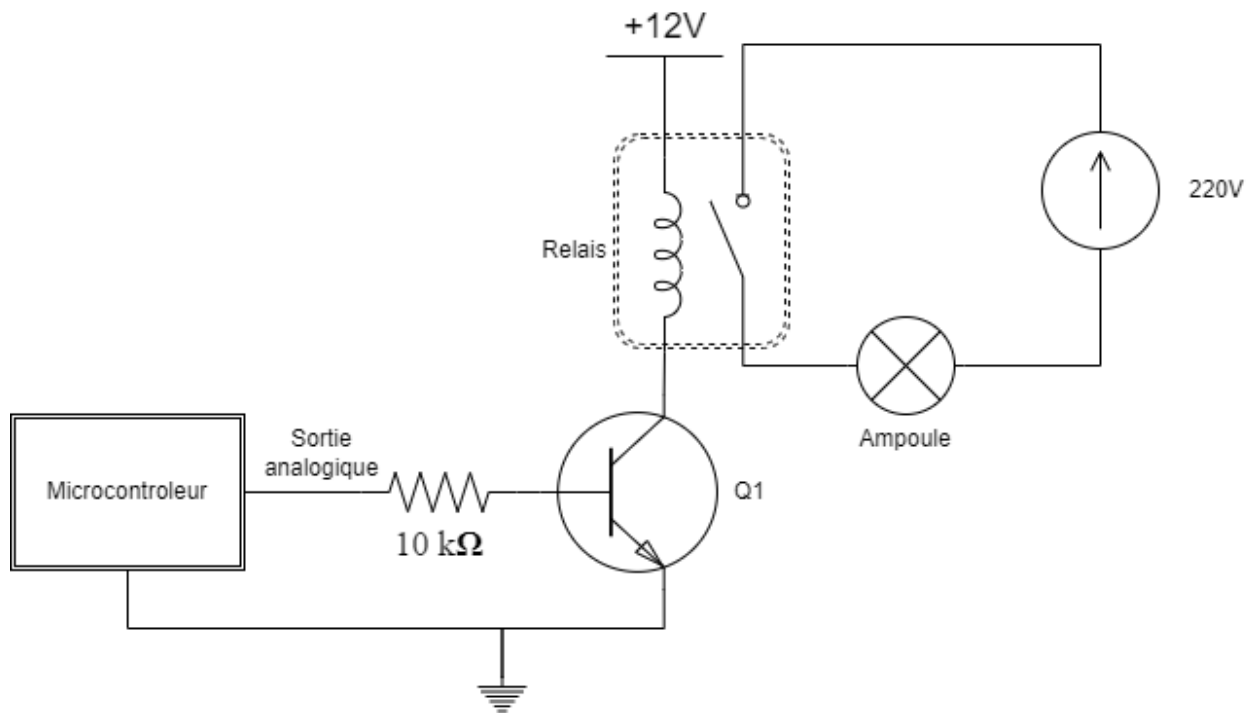 +12V
220V
Relais
Ampoule
Sortie
analogique
Microcontroleur
Q1
10 kΩ